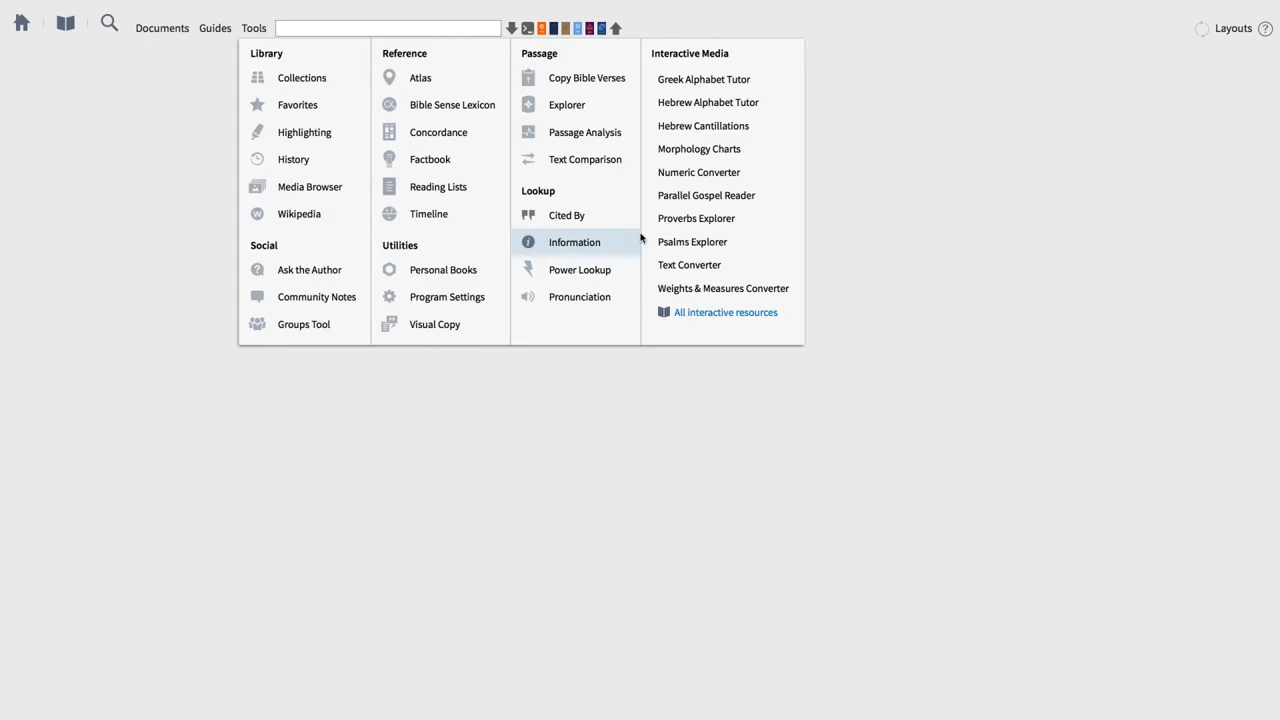 Documents
Guides
Tools
Layouts
Library
Collections
Favorites
Highlighting
History
Media Browser
Wikipedia
Social
Ask the Author
Community Notes
Groups Tool
Reference
Atlas
Bible Sense Lexicon
Concordance
Factbook
Reading Lists
Timeline
Utilities
Personal Books
Program Settings
Visual Copy
Passage
Copy Bible Verses
Explorer
Passage Analysis
Text Comparison
Lookup
Cited By
Information
Power Lookup
Pronunciation
Interactive Media
Greek Alphabet Tutor
Hebrew Alphabet Tutor
Hebrew Cantillations
Morphology Charts
Numeric Converter
Parallel Gospel Reader
Proverbs Explorer
Psalms Explorer
Text Converter
Weights & Measures Converter
All interactive resources